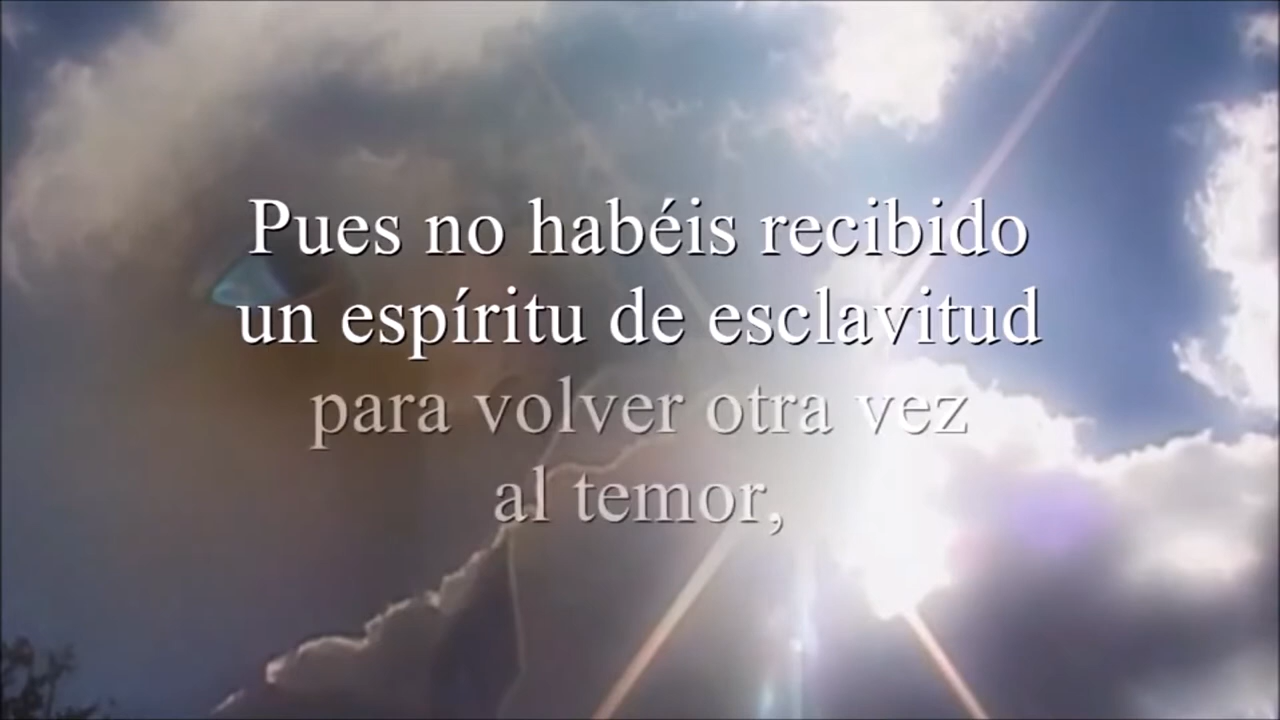 Pues no habéis recibido
un espíritu de esclavitud
para volver otra vez
al temor,